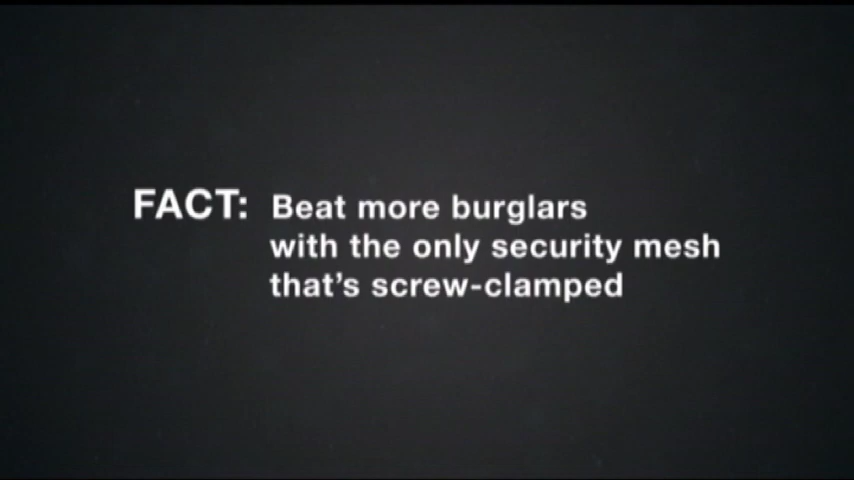 FACT: Beat more burglars
with the only security mesh
that's screw-clamped